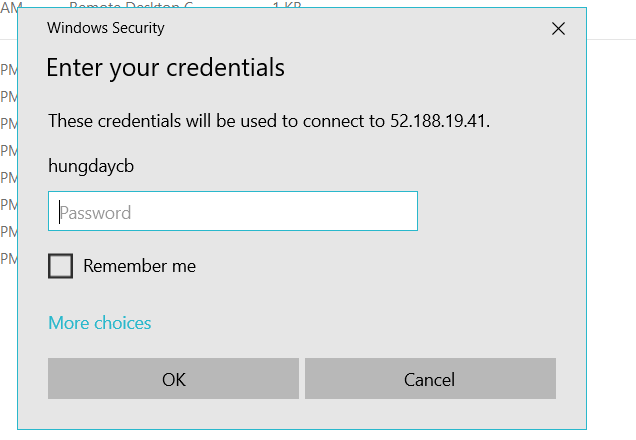 AM Remote Desktop C... 1 KB
Windows Security
Enter your credentials
PM
These credentials will be used to connect to 52.188.19.41.
PM
PM
PM
hungdaycb
PM
PM
Password
PM
PM
Remember me
More choices
OK Cancel